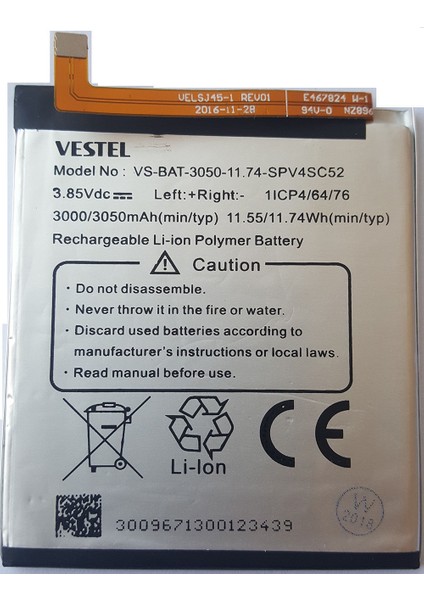 VELSJ45-1 REV01 E467824 W-1
2016-11-28 94V-0 NZ896
VESTEL
Model No : VS-BAT-3050-11.74-SPV4SC52
3.85Vdc⎓ Left:+Right:- 1ICP4/64/76
3000/3050mAh(min/typ) 11.55/11.74Wh(min/typ)
Rechargeable Li-ion Polymer Battery
Caution
• Do not disassemble.
• Never throw it in the fire or water.
• Discard used batteries according to
manufacturer's instructions or local laws.
• Read manual before use.
CE
Li-Ion
3009671300123439
W
2018